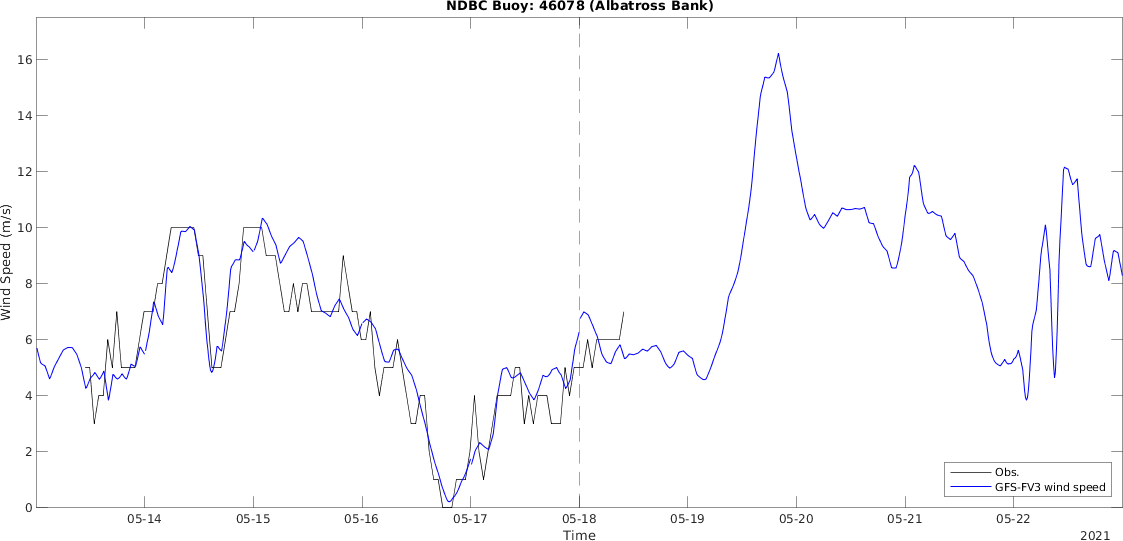 NDBC Buoy: 46078 (Albatross Bank)
16
14
12
10
8
6
4
2
0
Wind Speed (m/s)
05-14 05-15 05-16 05-17 05-18 05-19 05-20 05-21 05-22
Time
2021
Obs.
GFS-FV3 wind speed